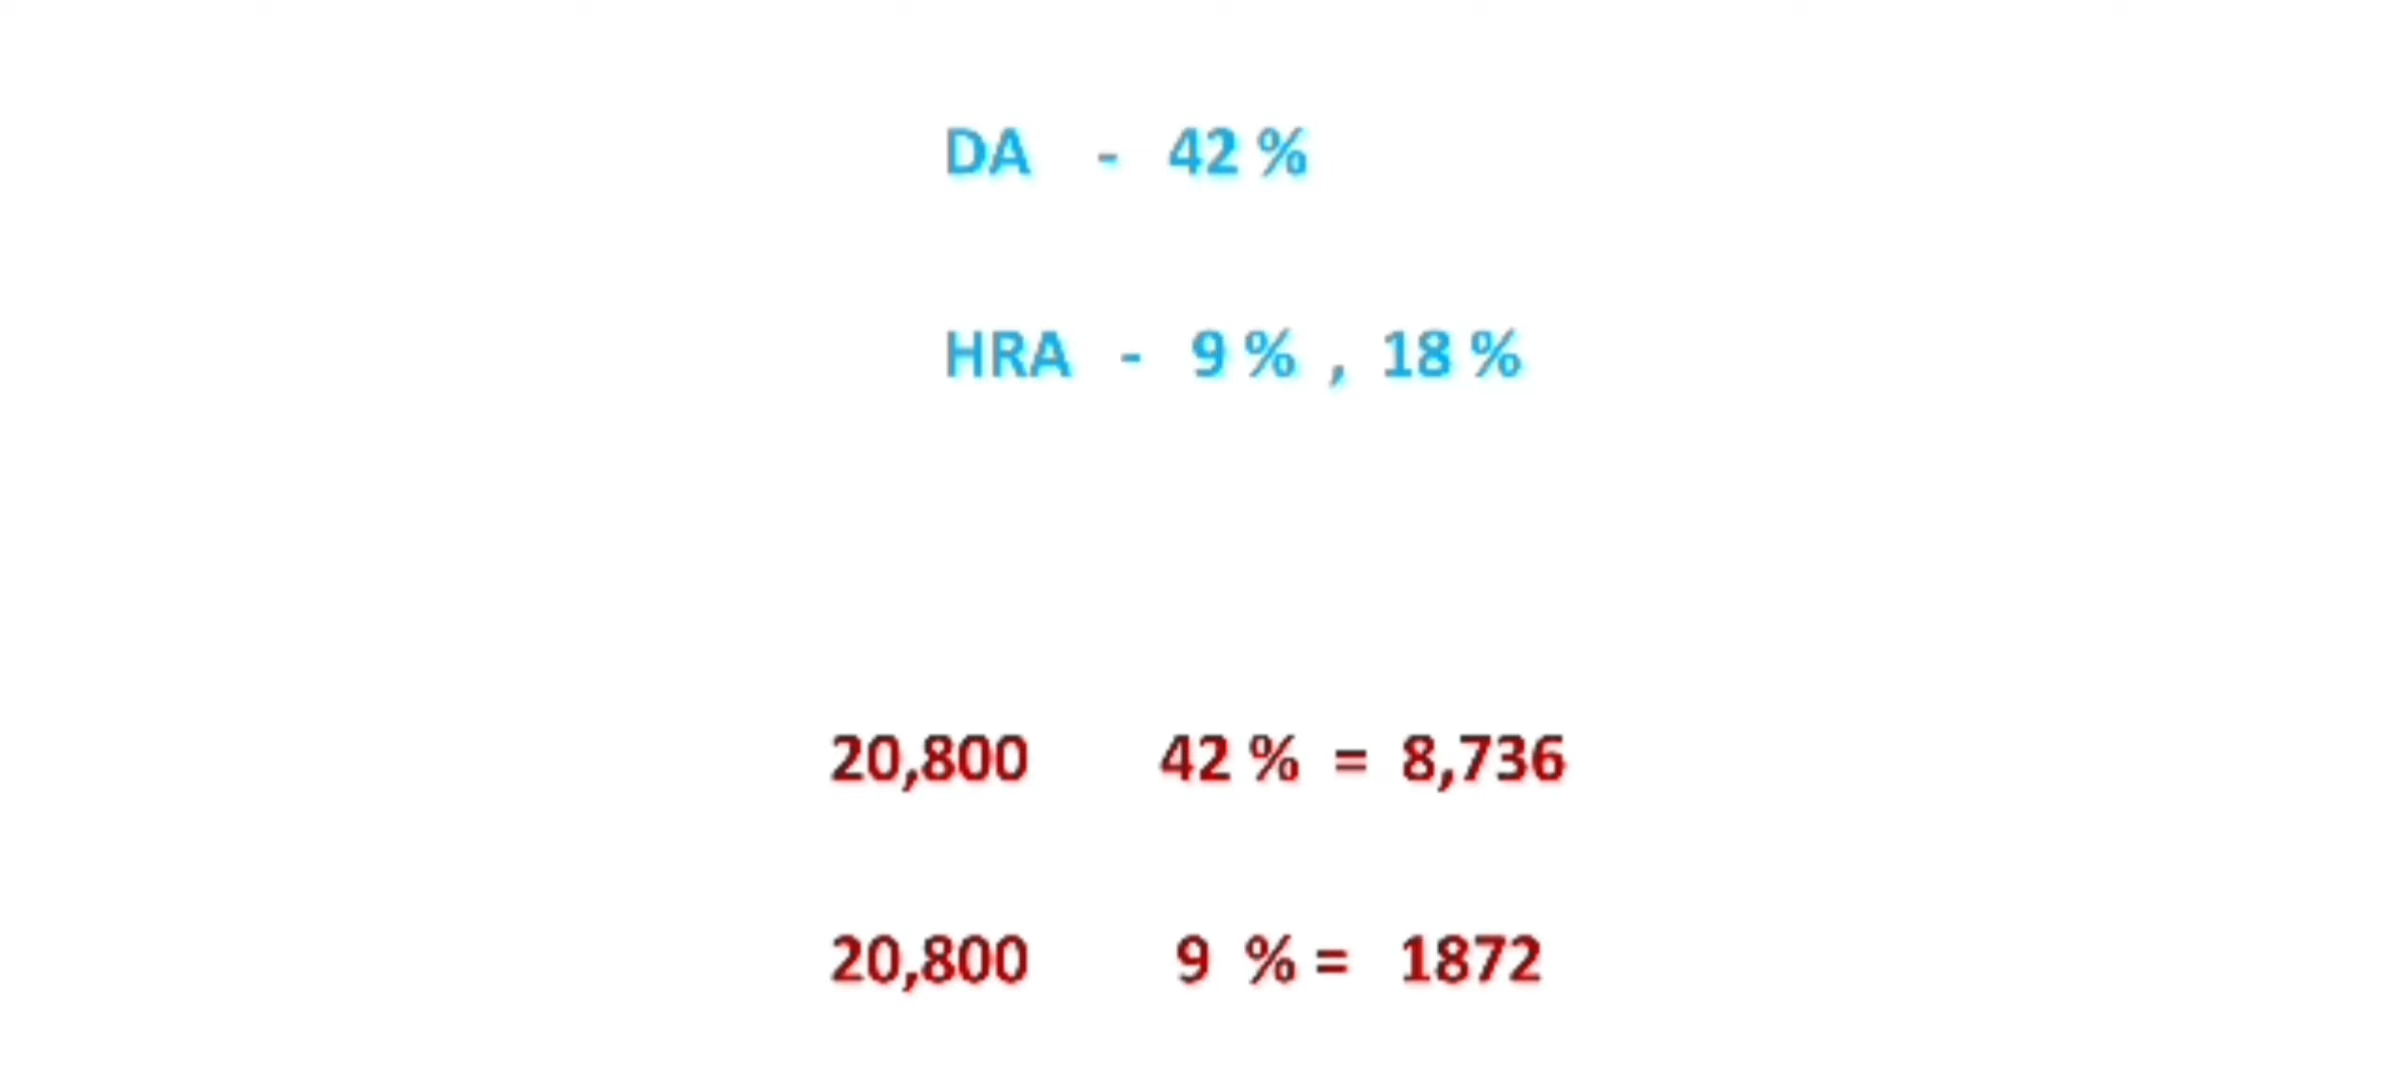 DA - 42 %
HRA - 9 % , 18 %
20,800 42 % = 8,736
20,800 9 % = 1872